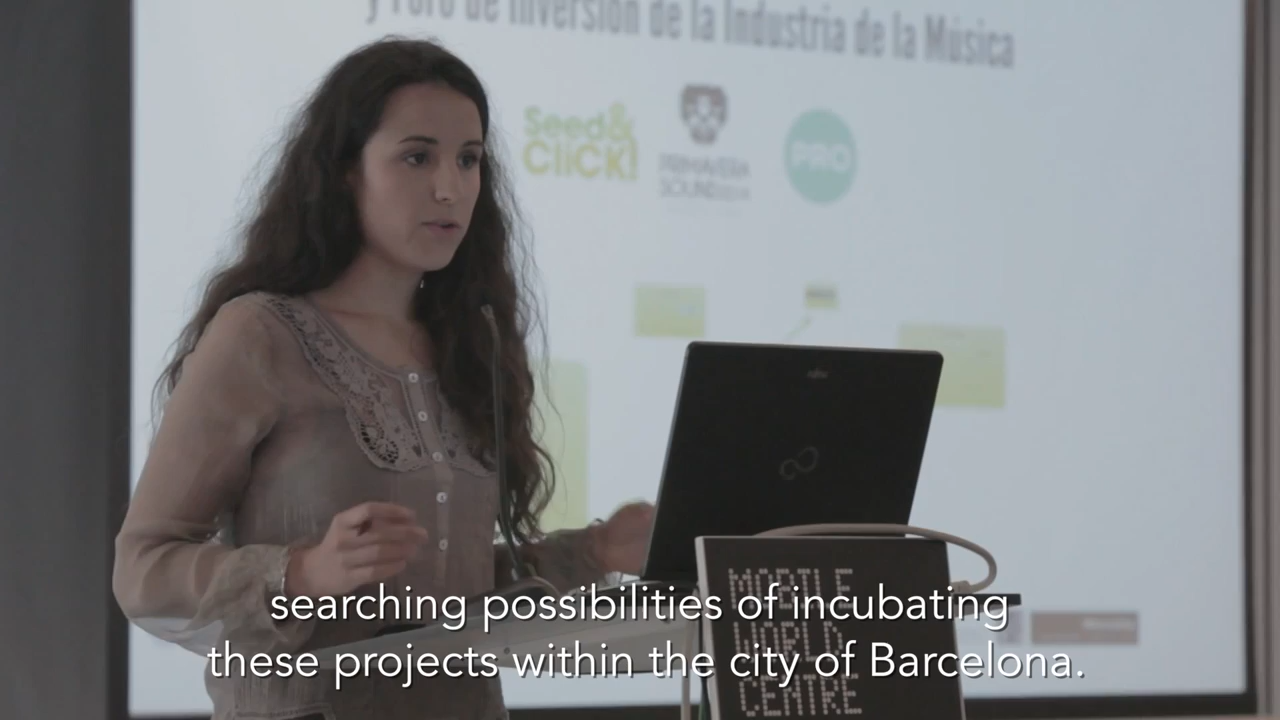 y Foro de Inversión de la Industria de la Música
Seed&
CliCK!
PRIMAVERA
SOUND
PRO
searching possibilities of incubating
these projects within the city of Barcelona.
MOBILE
WORLD
CENTRE